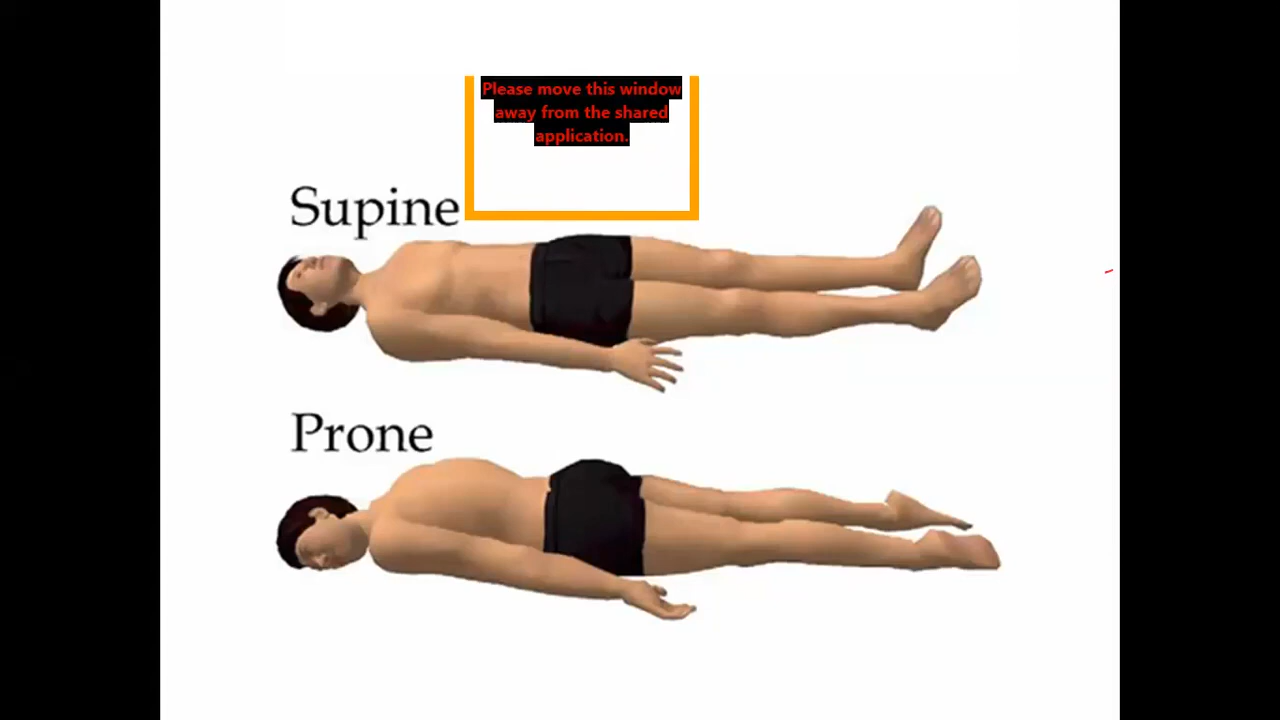 Please move this window
away from the shared
application.
Supine
Prone